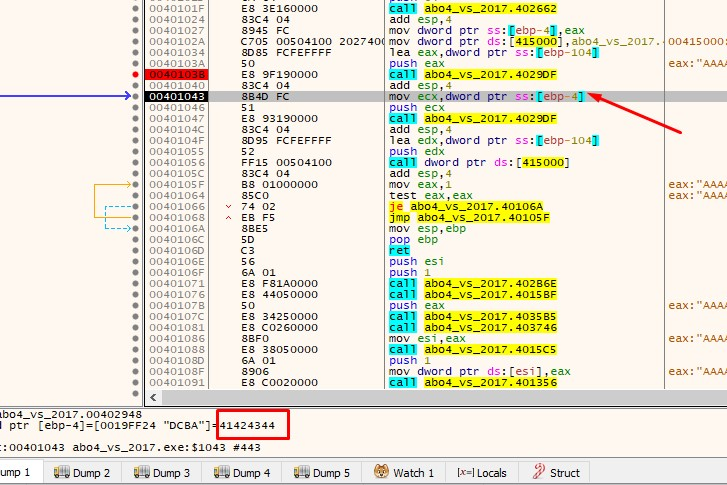 0040101F E8 3E160000 call abo4_vs_2017.402662
00401024 83C4 04 add esp,4
00401027 8945 FC mov dword ptr ss:[ebp-4],eax
0040102A C705 00504100 202740 mov dword ptr ds:[415000],abo4_vs_2017. 00415000:
00401034 8D85 FCFEFFFF lea eax,dword ptr ss:[ebp-104]
0040103A 50 push eax eax:"AAAA
0040103B E8 9F190000 call abo4_vs_2017.4029DF
00401040 83C4 04 add esp,4
00401043 8B4D FC mov ecx,dword ptr ss:[ebp-4]
00401046 51 push ecx
00401047 E8 93190000 call abo4_vs_2017.4029DF
0040104C 83C4 04 add esp,4
0040104F 8D95 FCFEFFFF lea edx,dword ptr ss:[ebp-104]
00401055 52 push edx
00401056 FF15 00504100 call dword ptr ds:[415000]
0040105C 83C4 04 add esp,4
0040105F B8 01000000 mov eax,1 eax:"AAAA
00401064 85C0 test eax,eax eax:"AAAA
00401066 74 02 je abo4_vs_2017.40106A
00401068 EB F5 jmp abo4_vs_2017.40105F
0040106A 8BE5 mov esp,ebp
0040106C 5D pop ebp
0040106D C3 ret
0040106E 56 push esi
0040106F 6A 01 push 1
00401071 E8 F81A0000 call abo4_vs_2017.402B6E
00401076 E8 44050000 call abo4_vs_2017.4015BF
0040107B 50 push eax eax:"AAAA
0040107C E8 34250000 call abo4_vs_2017.4035B5
00401081 E8 C0260000 call abo4_vs_2017.403746
00401086 8BF0 mov esi,eax eax:"AAAA
00401088 E8 38050000 call abo4_vs_2017.4015C5
0040108D 6A 01 push 1
0040108F 8906 mov dword ptr ds:[esi],eax eax:"AAAA
00401091 E8 C0020000 call abo4_vs_2017.401356
abo4_vs_2017.00402948
d ptr [ebp-4]=[0019FF24 "DCBA"]=41424344
t:00401043 abo4_vs_2017.exe:$1043 #443
ump 1 Dump 2 Dump 3 Dump 4 Dump 5 Watch 1 [x]= Locals Struct